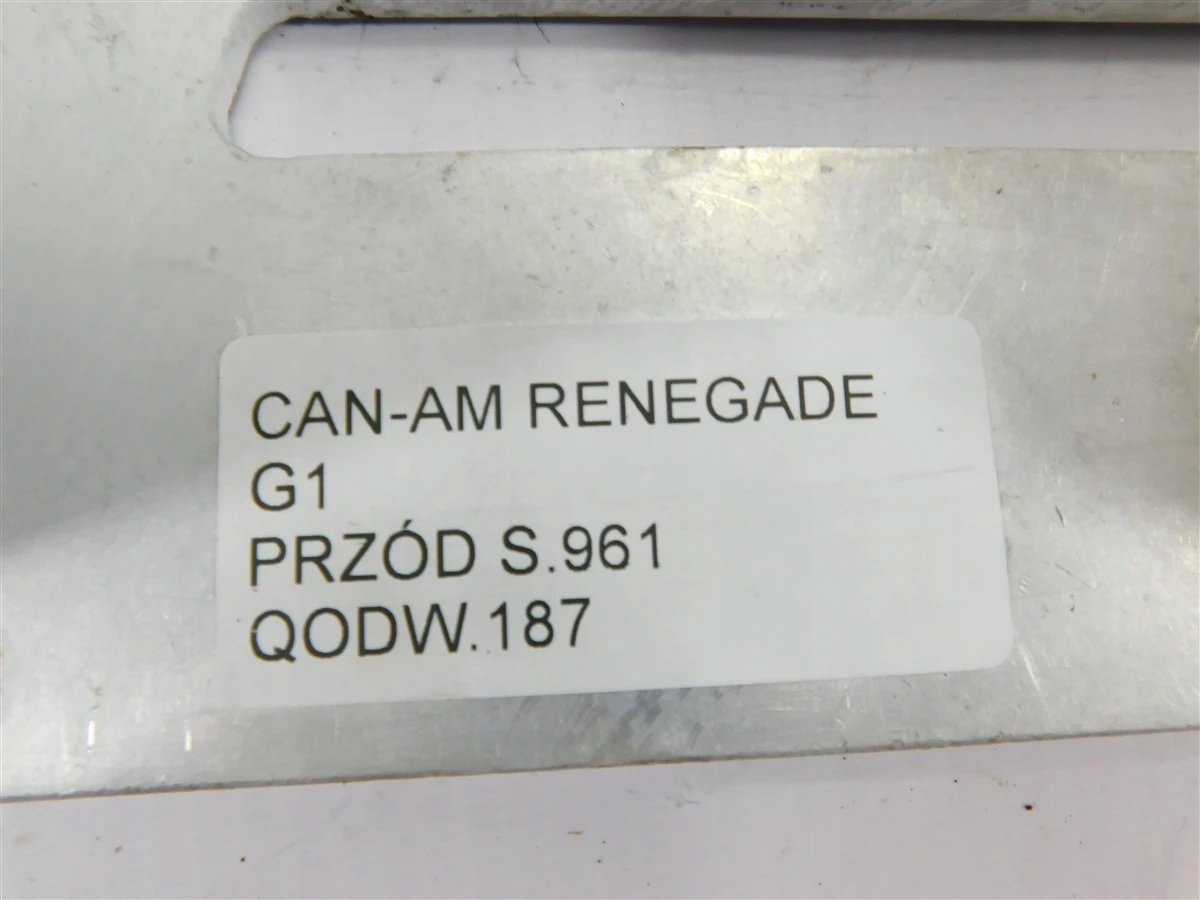 CAN-AM RENEGADE
G1
PRZÓD S.961
QODW.187